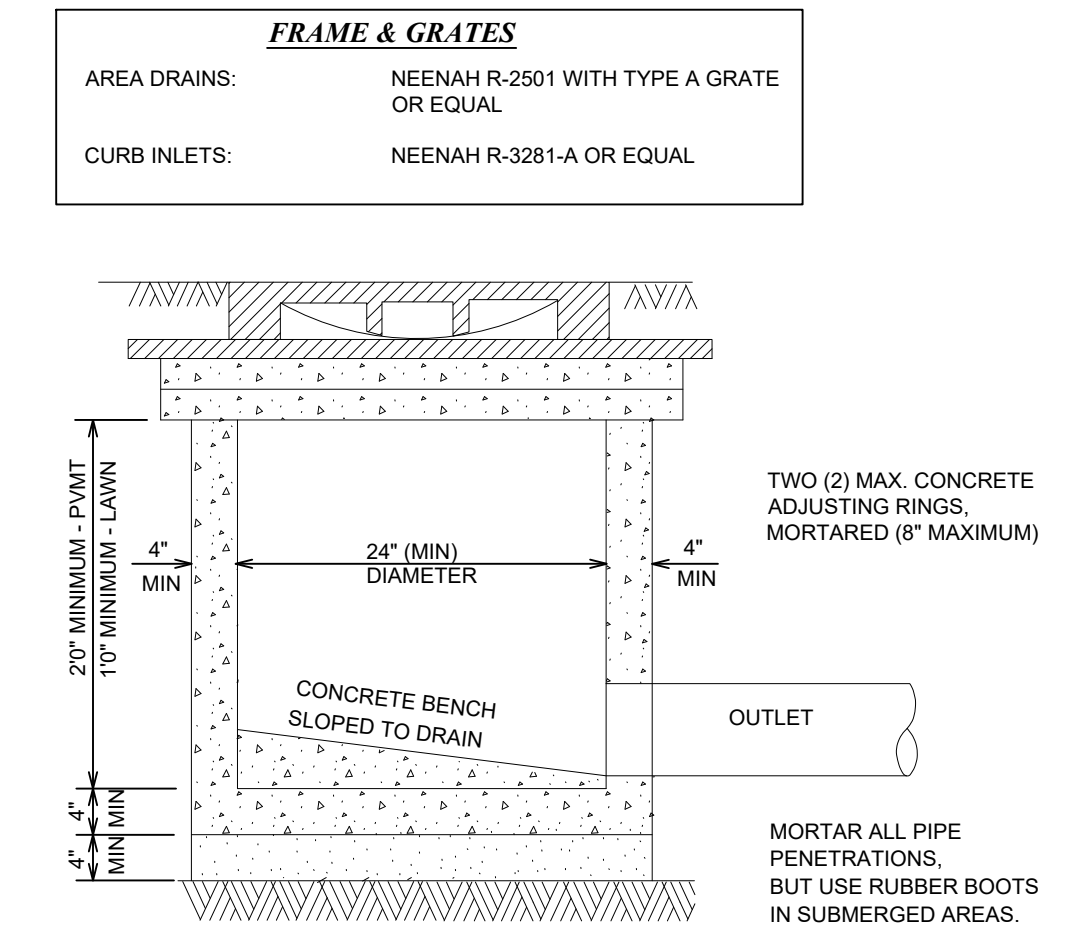 FRAME & GRATES
AREA DRAINS: NEENAH R-2501 WITH TYPE A GRATE
OR EQUAL
CURB INLETS: NEENAH R-3281-A OR EQUAL
2'0" MINIMUM - PVMT
1'0" MINIMUM - LAWN
4"
MIN
24" (MIN)
DIAMETER
4"
MIN
TWO (2) MAX. CONCRETE
ADJUSTING RINGS,
MORTARED (8" MAXIMUM)
CONCRETE BENCH
SLOPED TO DRAIN
OUTLET
4"
MIN
4"
MIN
MORTAR ALL PIPE
PENETRATIONS,
BUT USE RUBBER BOOTS
IN SUBMERGED AREAS.